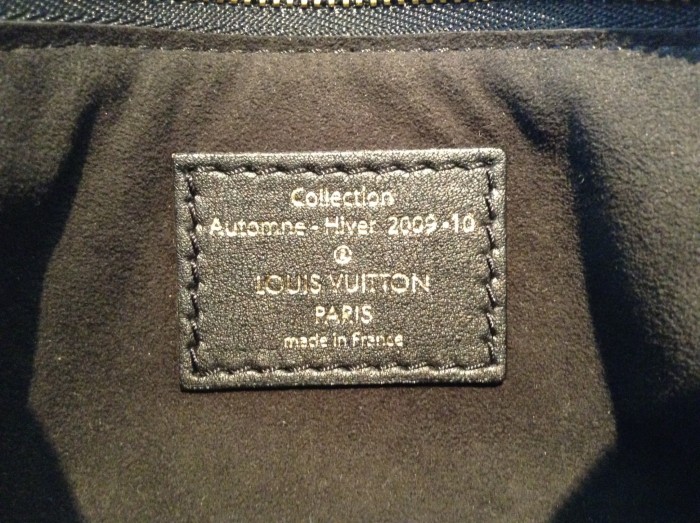 Collection
Automne - Hiver 2009-10
L
LOUIS VUITTON
PARIS
made in France